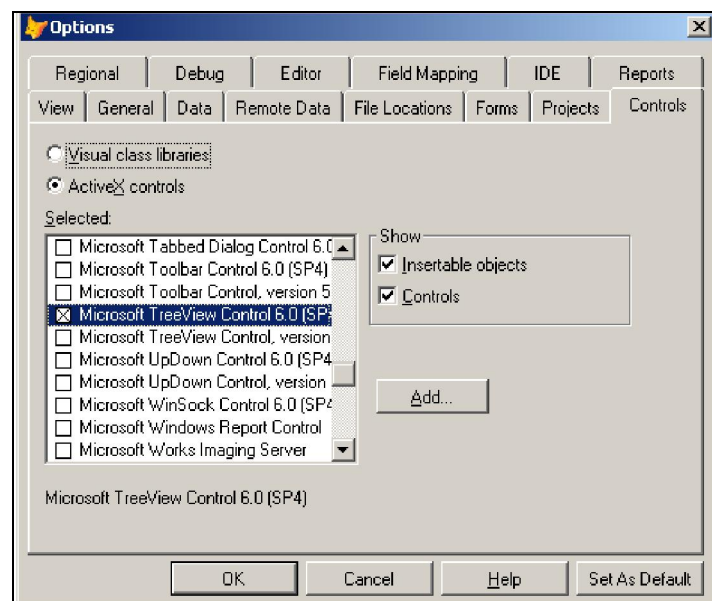 Options
Regional Debug Editor Field Mapping IDE Reports
View General Data Remote Data File Locations Forms Projects Controls
Visual class libraries
ActiveX controls
Selected:
Microsoft Tabbed Dialog Control 6.0
Microsoft Toolbar Control 6.0 (SP4)
Microsoft Toolbar Control, version 5
Microsoft TreeView Control 6.0 (SP4
Microsoft TreeView Control, version
Microsoft UpDown Control 6.0 (SP4
Microsoft UpDown Control, version
Microsoft WinSock Control 6.0 (SP4
Microsoft Windows Report Control
Microsoft Works Imaging Server
Show
Insertable objects
Controls
Add...
Microsoft TreeView Control 6.0 (SP4)
OK Cancel Help Set As Default